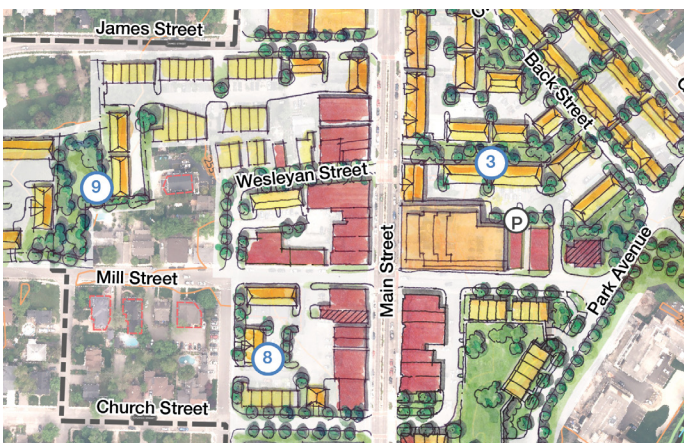 James Street
Back Street
3
9
Wesleyan Street
P
Main Street
Park Avenue
Mill Street
8
Church Street